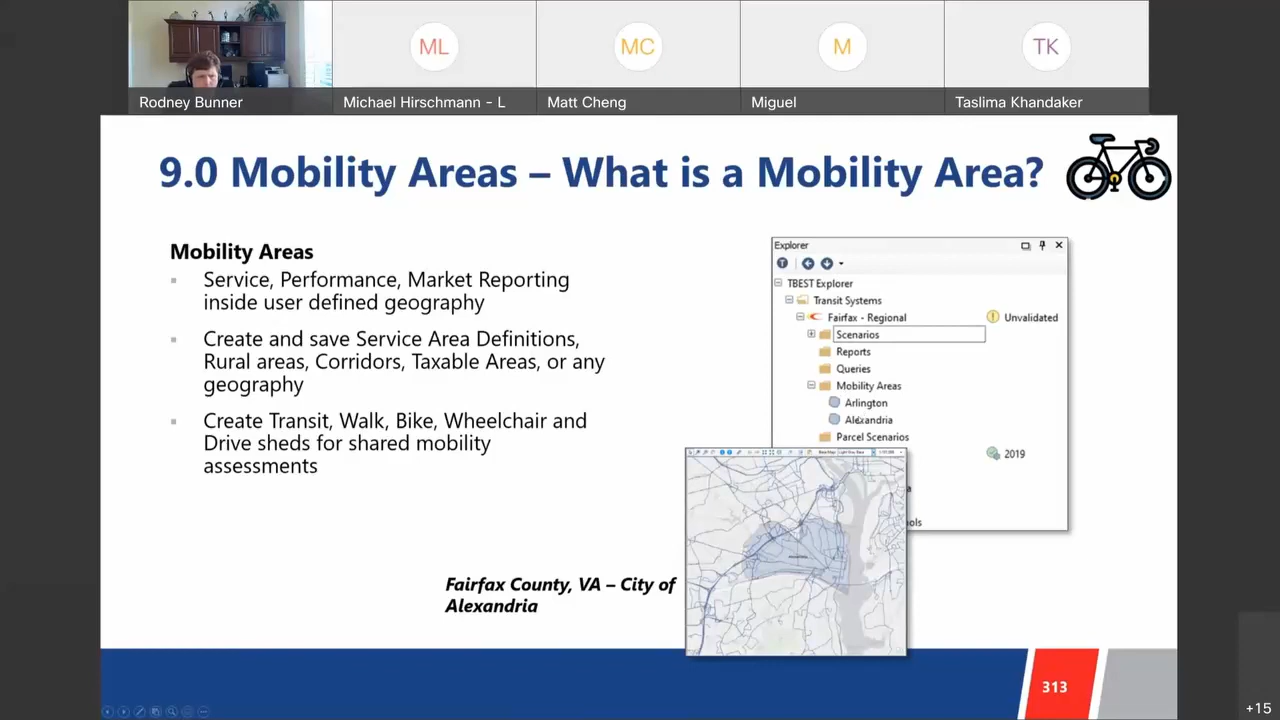 ML
MC
M
TK
Rodney Bunner
Michael Hirschmann - L
Matt Cheng
Miguel
Taslima Khandaker
9.0 Mobility Areas – What is a Mobility Area?
Mobility Areas
Service, Performance, Market Reporting
inside user defined geography
Create and save Service Area Definitions,
Rural areas, Corridors, Taxable Areas, or any
geography
Create Transit, Walk, Bike, Wheelchair and
Drive sheds for shared mobility
assessments
Explorer
TBEST Explorer
Transit Systems
Fairfax - Regional
Unvalidated
Scenarios
Reports
Queries
Mobility Areas
Arlington
Alexandria
Parcel Scenarios
2019
Fairfax County, VA – City of
Alexandria
313
+15